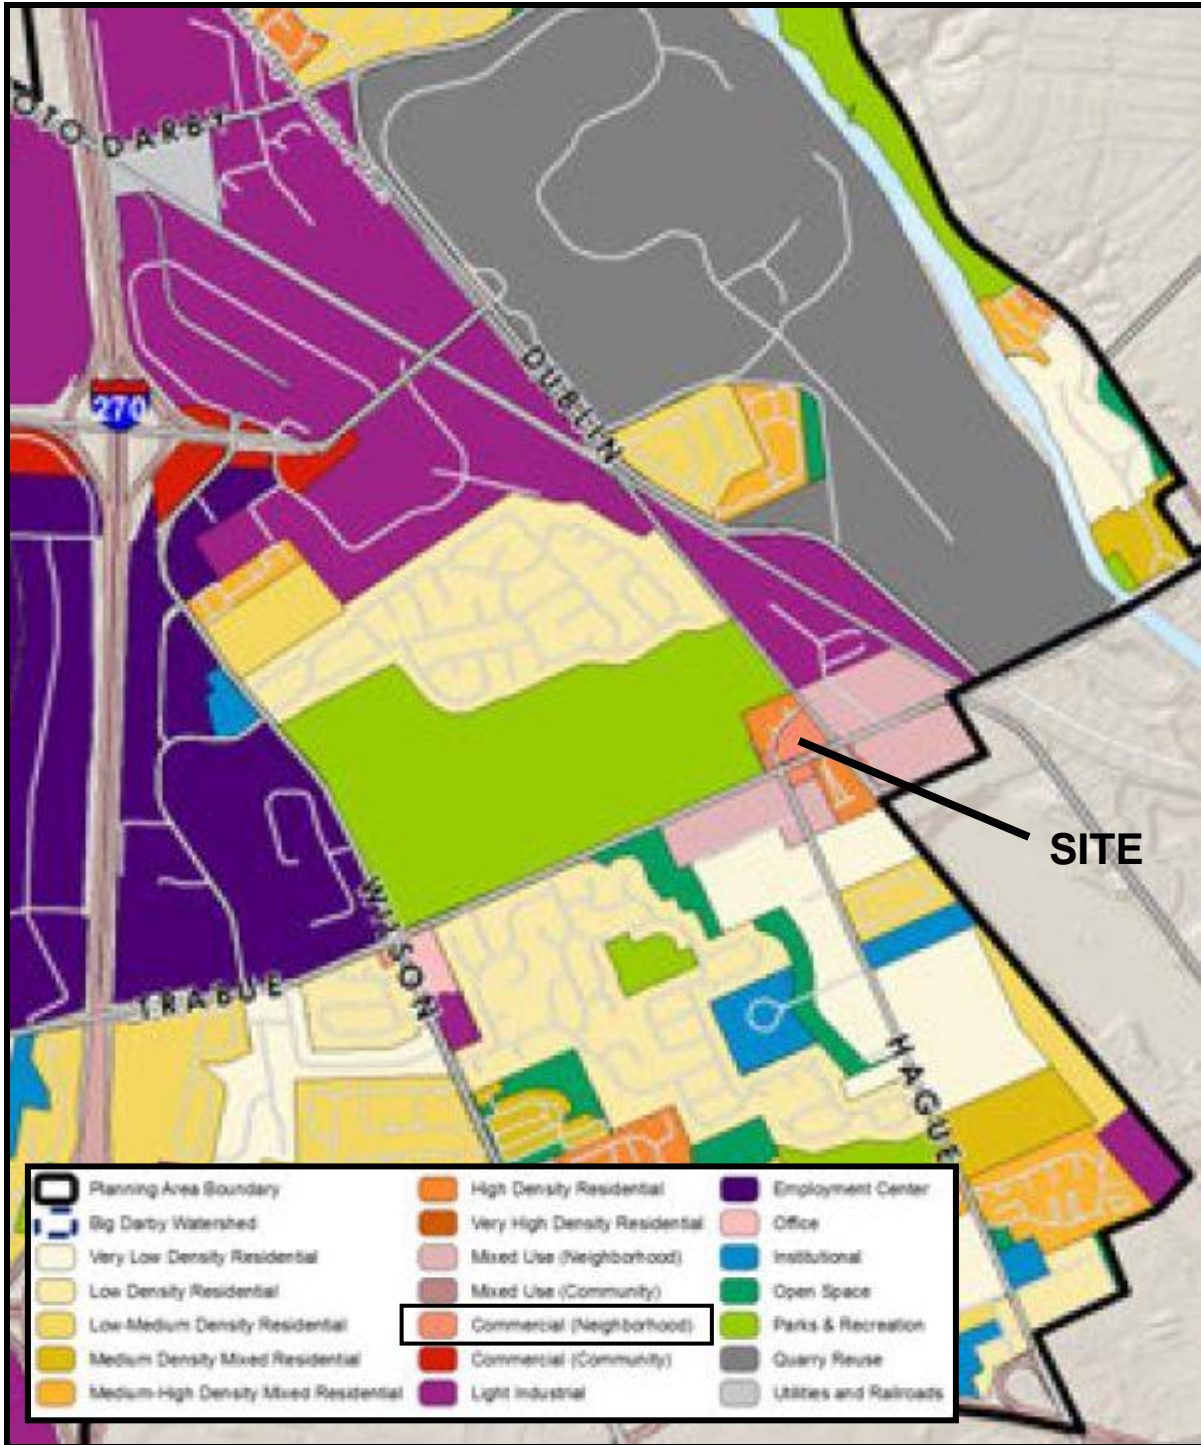 OTO-DARBY
270
DUBLIN
SITE
WILSON
TRABUE
HAGUE
Planning Area Boundary
Big Darby Watershed
Very Low Density Residential
Low Density Residential
Low-Medium Density Residential
Medium Density Mixed Residential
Medium-High Density Mixed Residential
High Density Residential
Very High Density Residential
Mixed Use (Neighborhood)
Mixed Use (Community)
Commercial (Neighborhood)
Commercial (Community)
Light Industrial
Employment Center
Office
Institutional
Open Space
Parks & Recreation
Quarry Reuse
Utilities and Railroads